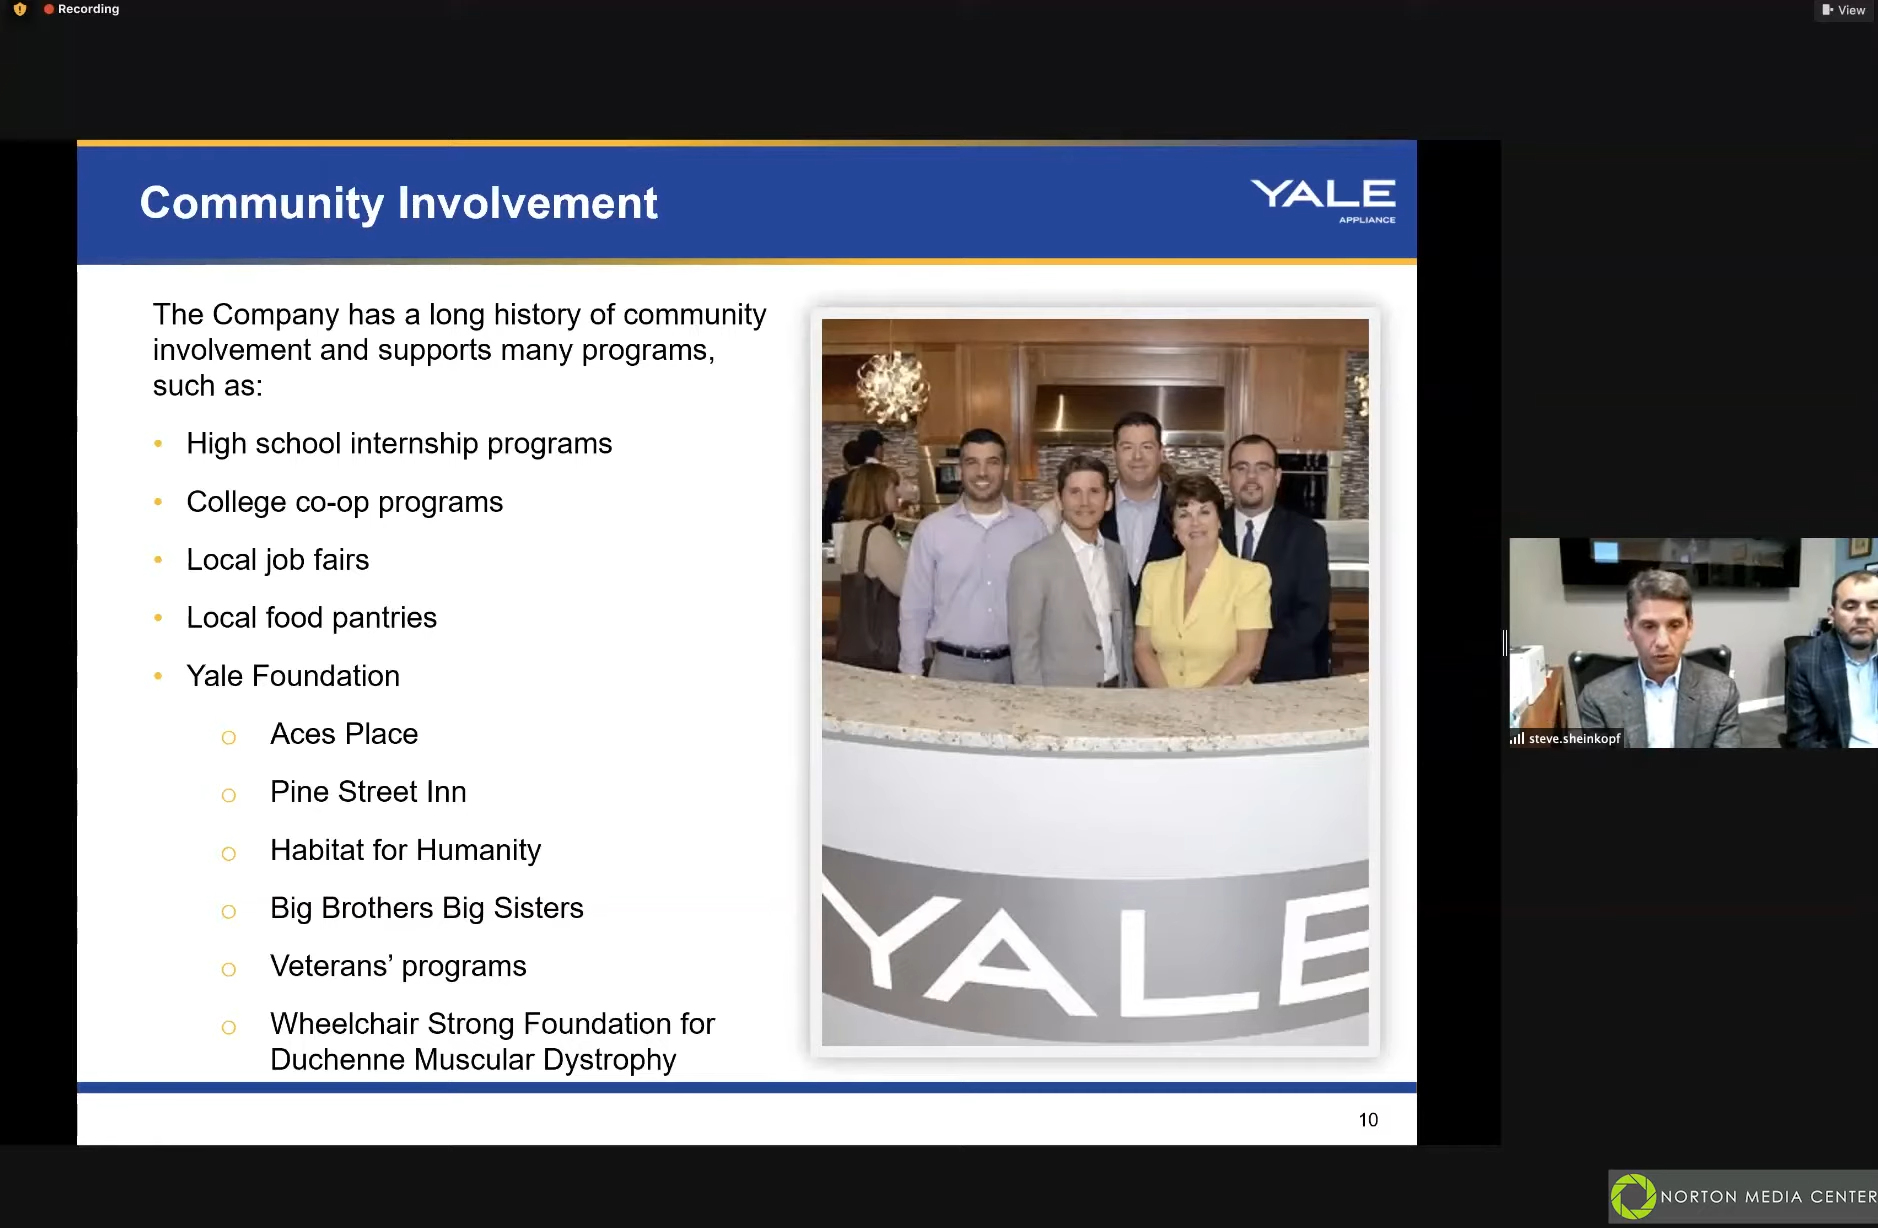 Recording
View
Community Involvement
YALE
APPLIANCE
The Company has a long history of community
involvement and supports many programs,
such as:
• High school internship programs
• College co-op programs
• Local job fairs
• Local food pantries
• Yale Foundation
o Aces Place
o Pine Street Inn
o Habitat for Humanity
o Big Brothers Big Sisters
o Veterans’ programs
o Wheelchair Strong Foundation for
Duchenne Muscular Dystrophy
YALE
steve.sheinkopf
10
NORTON MEDIA CENTER